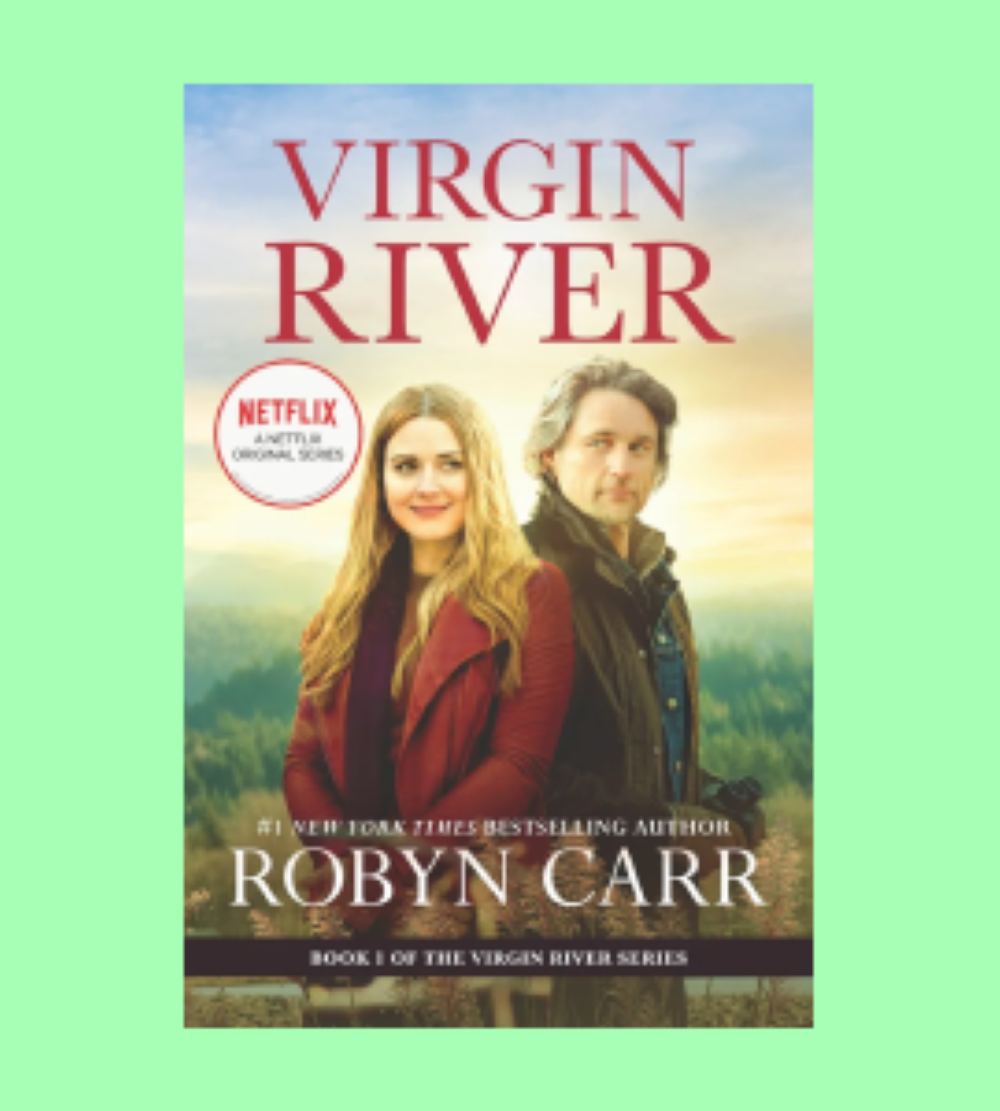 VIRGIN
RIVER
NETFLIX
A NETFLIX
ORIGINAL SERIES
#1 NEW YORK TIMES BESTSELLING AUTHOR
ROBYN CARR
BOOK 1 OF THE VIRGIN RIVER SERIES